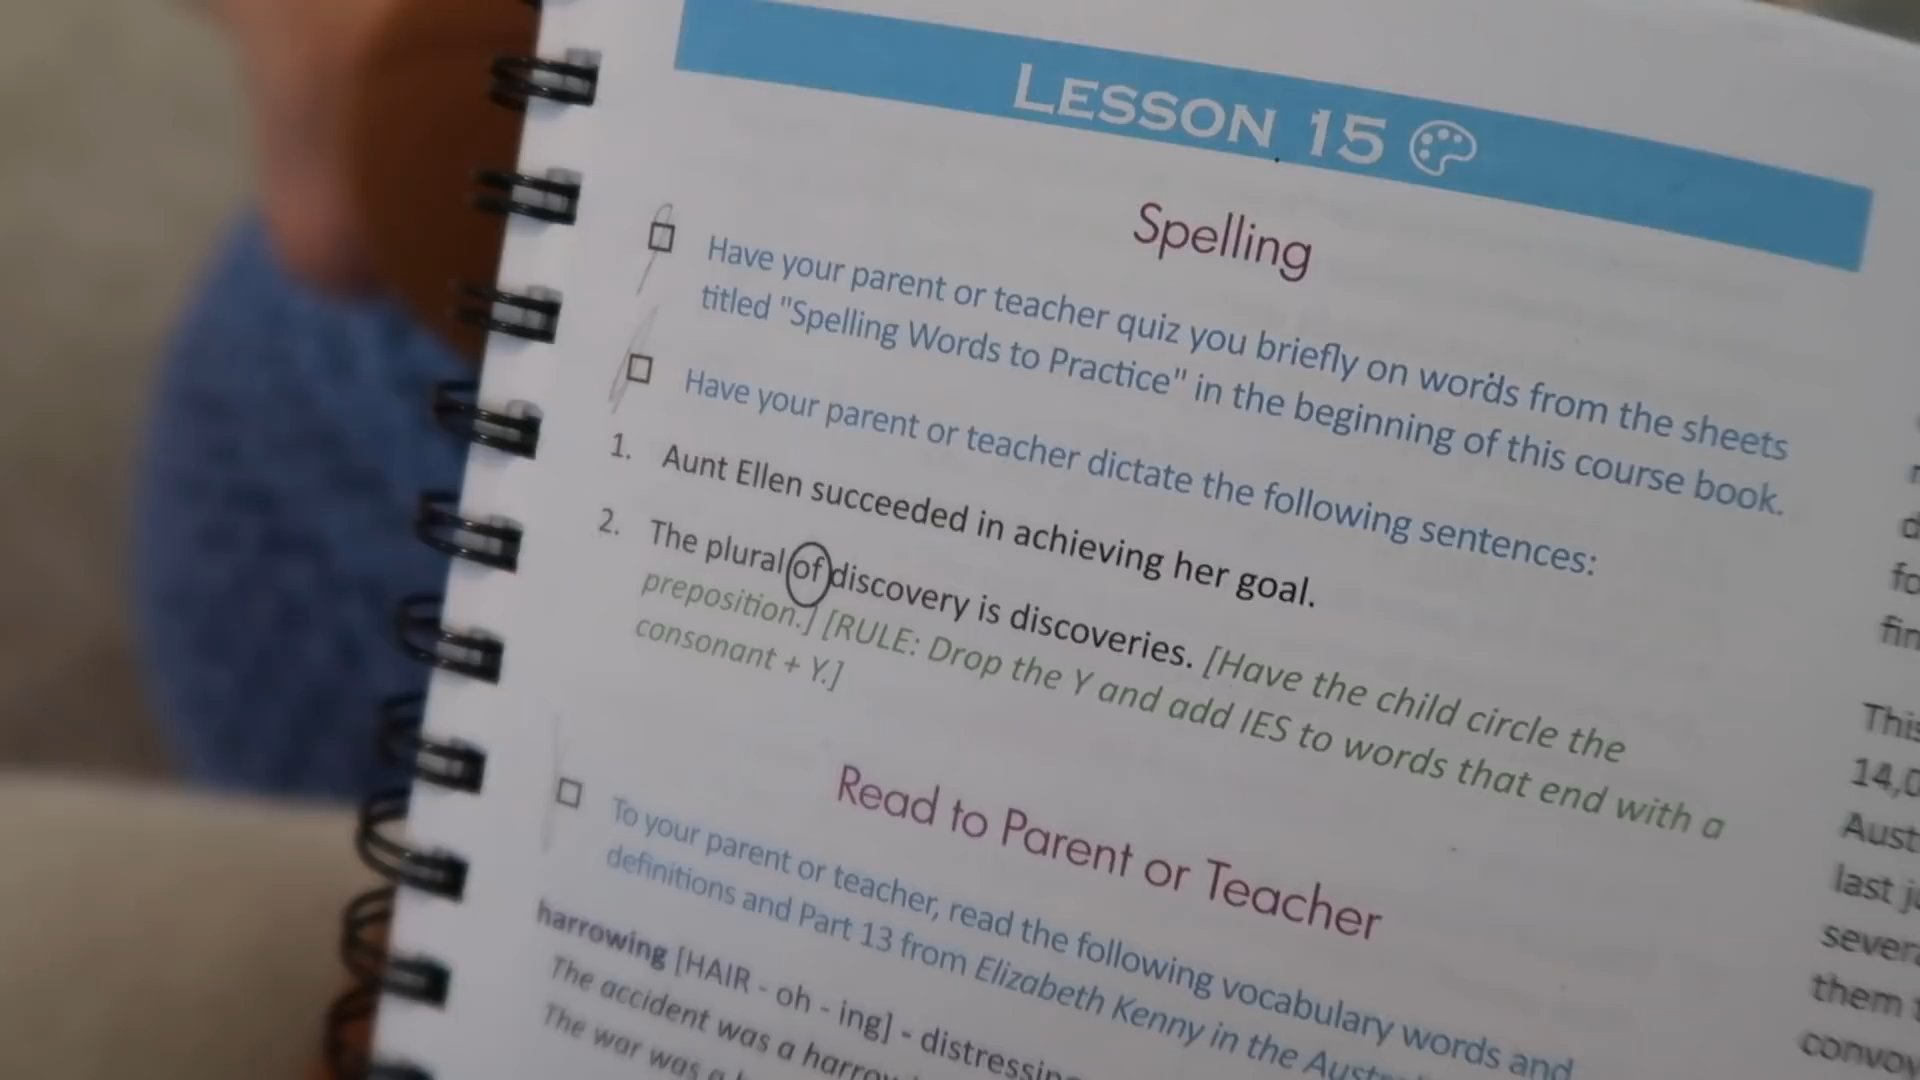 LESSON 15
Spelling
Have your parent or teacher quiz you briefly on words from the sheets
titled "Spelling Words to Practice" in the beginning of this course book.
Have your parent or teacher dictate the following sentences:
1. Aunt Ellen succeeded in achieving her goal.
2. The plural of discovery is discoveries. [Have the child circle the
preposition.] [RULE: Drop the Y and add IES to words that end with a
consonant + Y.]
Read to Parent or Teacher
To your parent or teacher, read the following vocabulary words and
definitions and Part 13 from Elizabeth Kenny in the
harrowing [HAIR - oh - ing] - distressing
The accident was a
The war was a
This
14,0
last
them